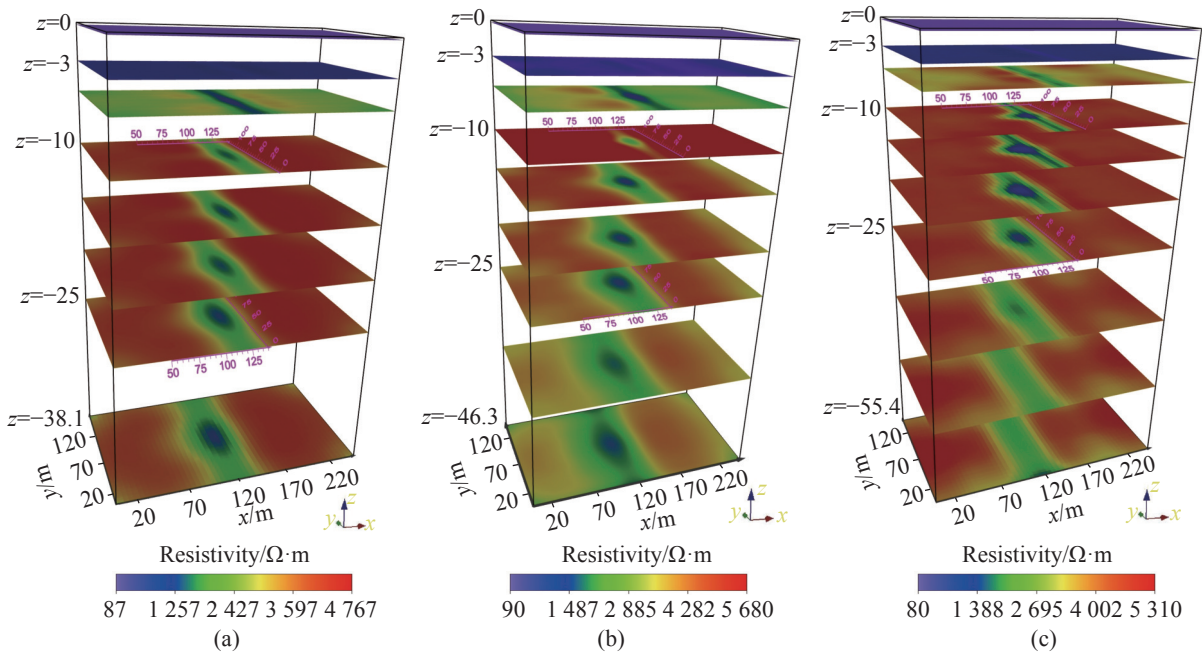 z=0
z=−3
z=−10
50 75 100 125
z=−25
50 75 100 125
z=−38.1
120
70
20
y/m
20 70 120 170 220
x/m
z
y x
Resistivity/Ω·m
87 1 257 2 427 3 597 4 767
(a)
z=0
z=−3
z=−10
50 75 100 125
z=−25
50 75 100 125
z=−46.3
120
70
20
y/m
20 70 120 170 220
x/m
z
y x
Resistivity/Ω·m
90 1 487 2 885 4 282 5 680
(b)
z=0
z=−3
z=−10
50 75 100 125
z=−25
50 75 100 125
z=−55.4
120
70
20
y/m
20 70 120 170 220
x/m
z
y x
Resistivity/Ω·m
80 1 388 2 695 4 002 5 310
(c)